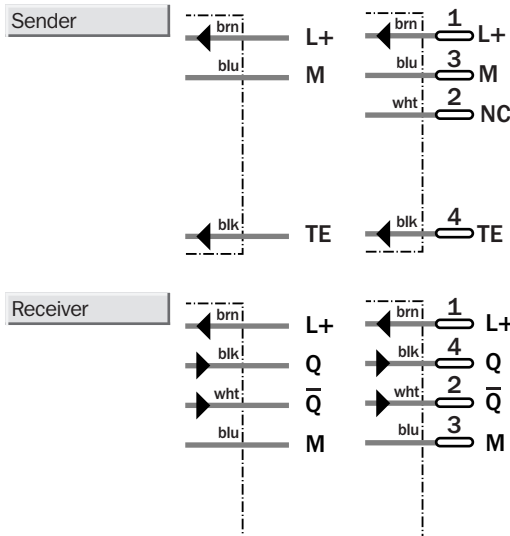 Sender
brn L+ brn 1 L+
blu M blu 3 M
wht 2 NC
blk TE blk 4 TE
Receiver
brn L+ brn 1 L+
blk Q blk 4 Q
wht Q̅ wht 2 Q̅
blu M blu 3 M